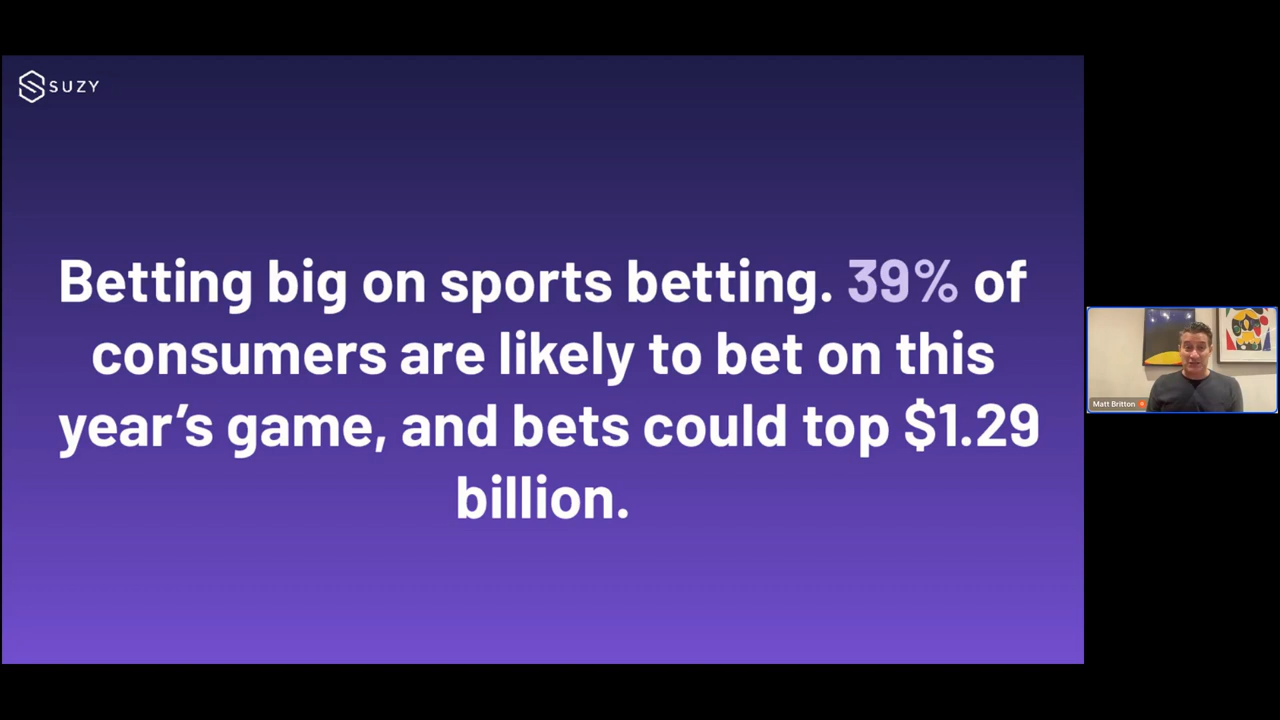 SUZY
Betting big on sports betting. 39% of
consumers are likely to bet on this
year’s game, and bets could top $1.29
billion.
Matt Britton